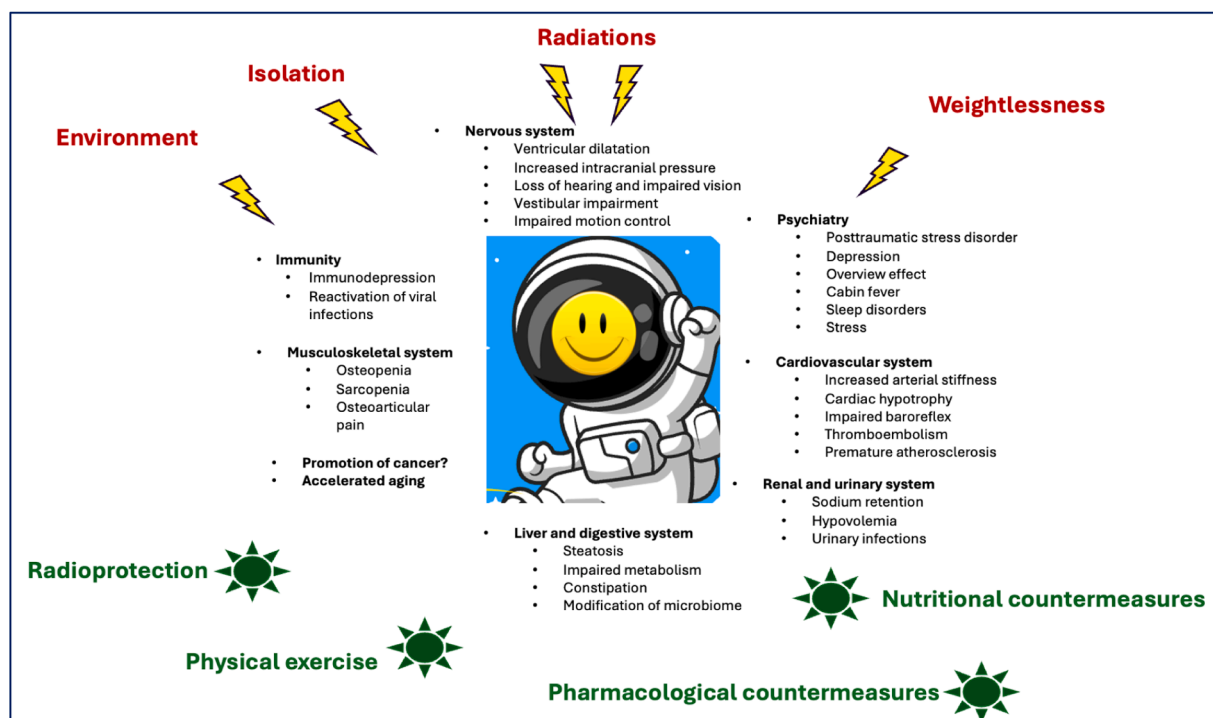 Radiations
Isolation
Weightlessness
Environment
• Nervous system
• Ventricular dilatation
• Increased intracranial pressure
• Loss of hearing and impaired vision
• Vestibular impairment
• Impaired motion control
• Immunity
• Immunodepression
• Reactivation of viral
infections
• Musculoskeletal system
• Osteopenia
• Sarcopenia
• Osteoarticular
pain
• Promotion of cancer?
• Accelerated aging
• Psychiatry
• Posttraumatic stress disorder
• Depression
• Overview effect
• Cabin fever
• Sleep disorders
• Stress
• Cardiovascular system
• Increased arterial stiffness
• Cardiac hypotrophy
• Impaired baroreflex
• Thromboembolism
• Premature atherosclerosis
• Renal and urinary system
• Sodium retention
• Hypovolemia
• Urinary infections
• Liver and digestive system
• Steatosis
• Impaired metabolism
• Constipation
• Modification of microbiome
Radioprotection
Nutritional countermeasures
Physical exercise
Pharmacological countermeasures